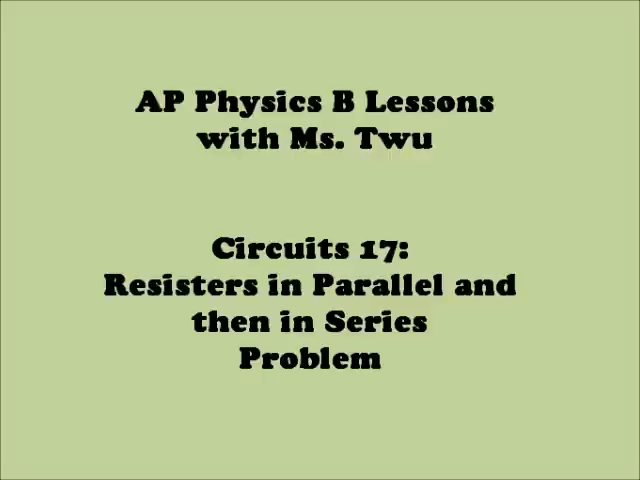 AP Physics B Lessons
with Ms. Twu
Circuits 17:
Resisters in Parallel and
then in Series
Problem